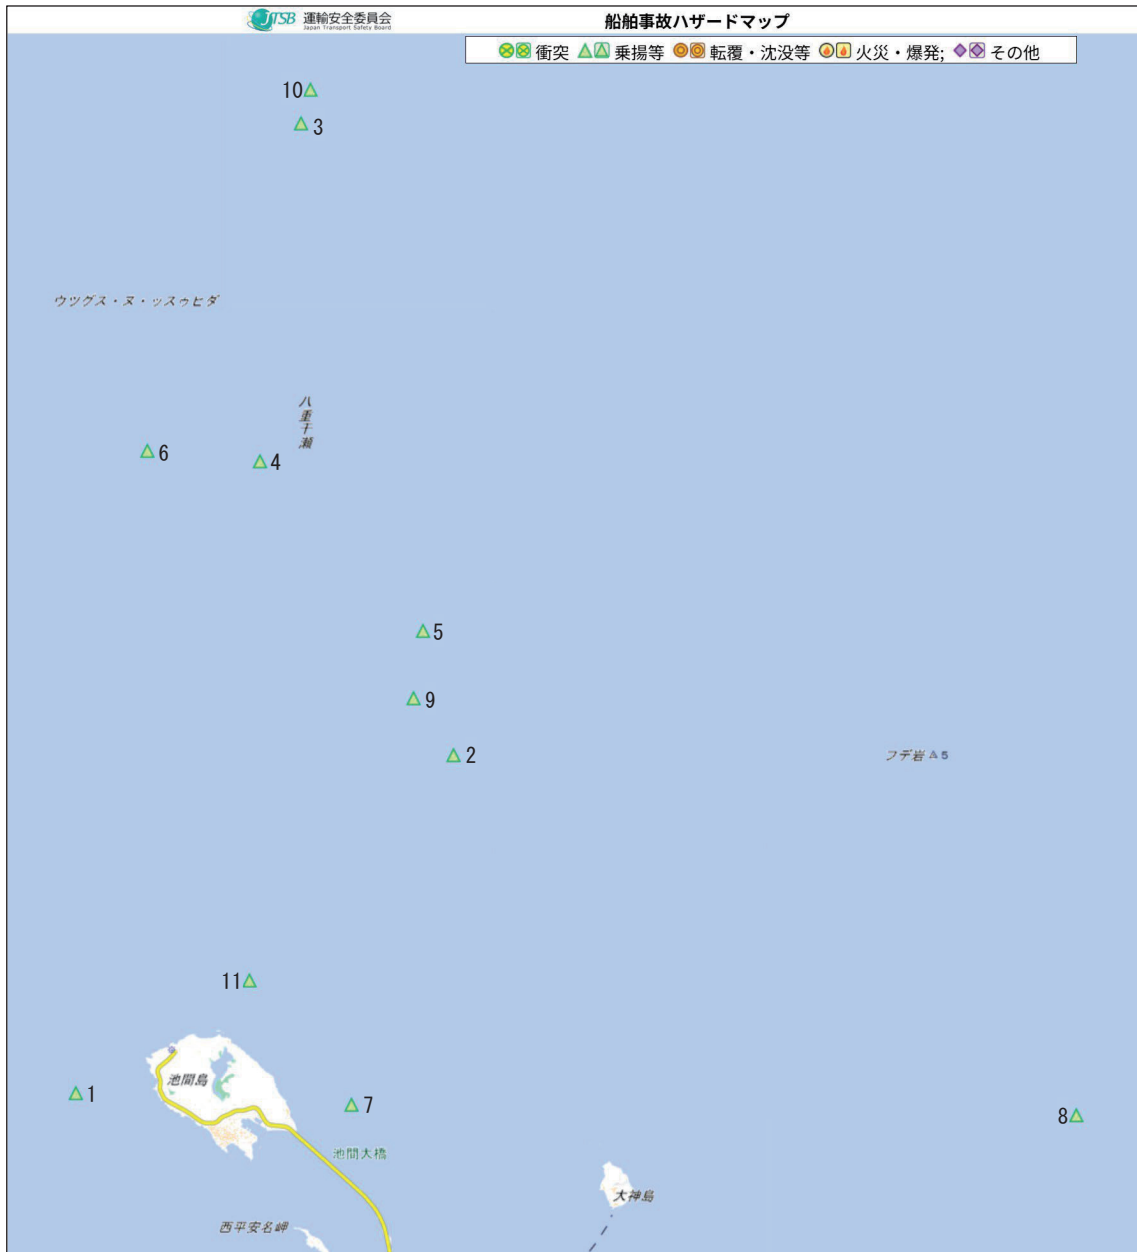 JTSB 運輸安全委員会
Japan Transport Safety Board
船舶事故ハザードマップ
衝突 乗揚等 転覆・沈没等 火災・爆発; その他
10
3
ウツグス・ヌ・ッスゥヒダ
八重干瀬
6
4
5
9
2
フデ岩 5
11
池間島
1
7
8
池間大橋
大神島
西平安名岬